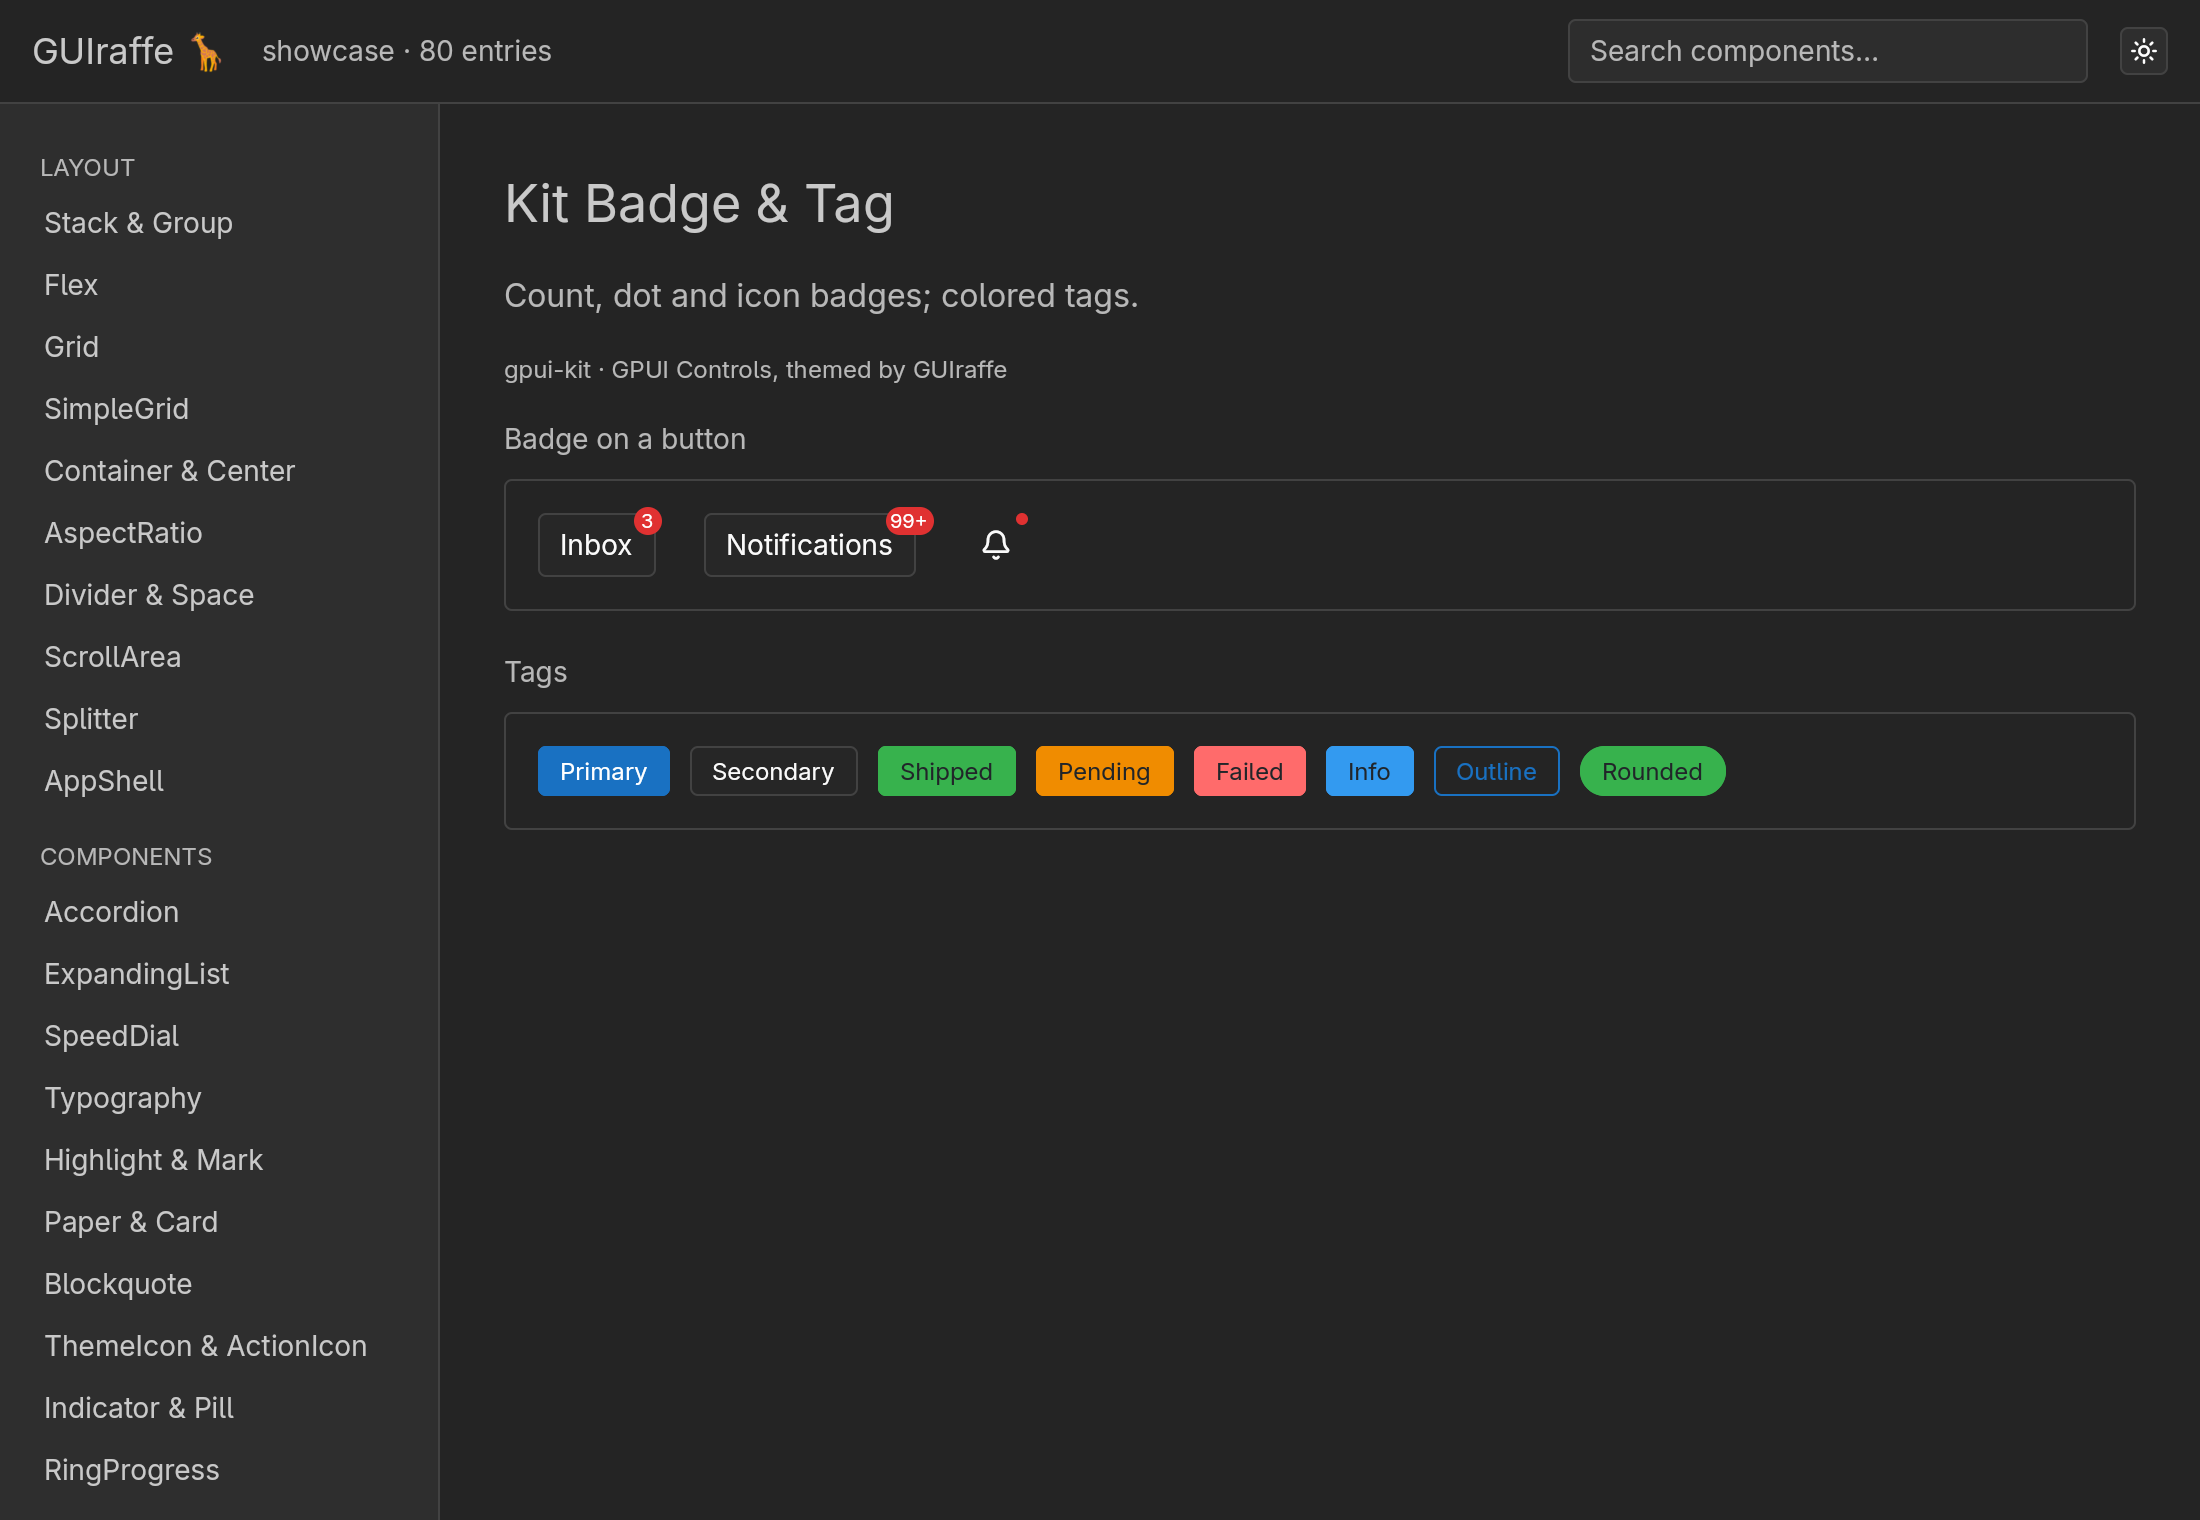 GUIraffe 🦒 showcase · 80 entries
Search components...
LAYOUT
Stack & Group
Flex
Grid
SimpleGrid
Container & Center
AspectRatio
Divider & Space
ScrollArea
Splitter
AppShell
COMPONENTS
Accordion
ExpandingList
SpeedDial
Typography
Highlight & Mark
Paper & Card
Blockquote
ThemeIcon & ActionIcon
Indicator & Pill
RingProgress
Kit Badge & Tag
Count, dot and icon badges; colored tags.
gpui-kit · GPUI Controls, themed by GUIraffe
Badge on a button
Inbox 3 Notifications 99+
Tags
Primary Secondary Shipped Pending Failed Info Outline Rounded